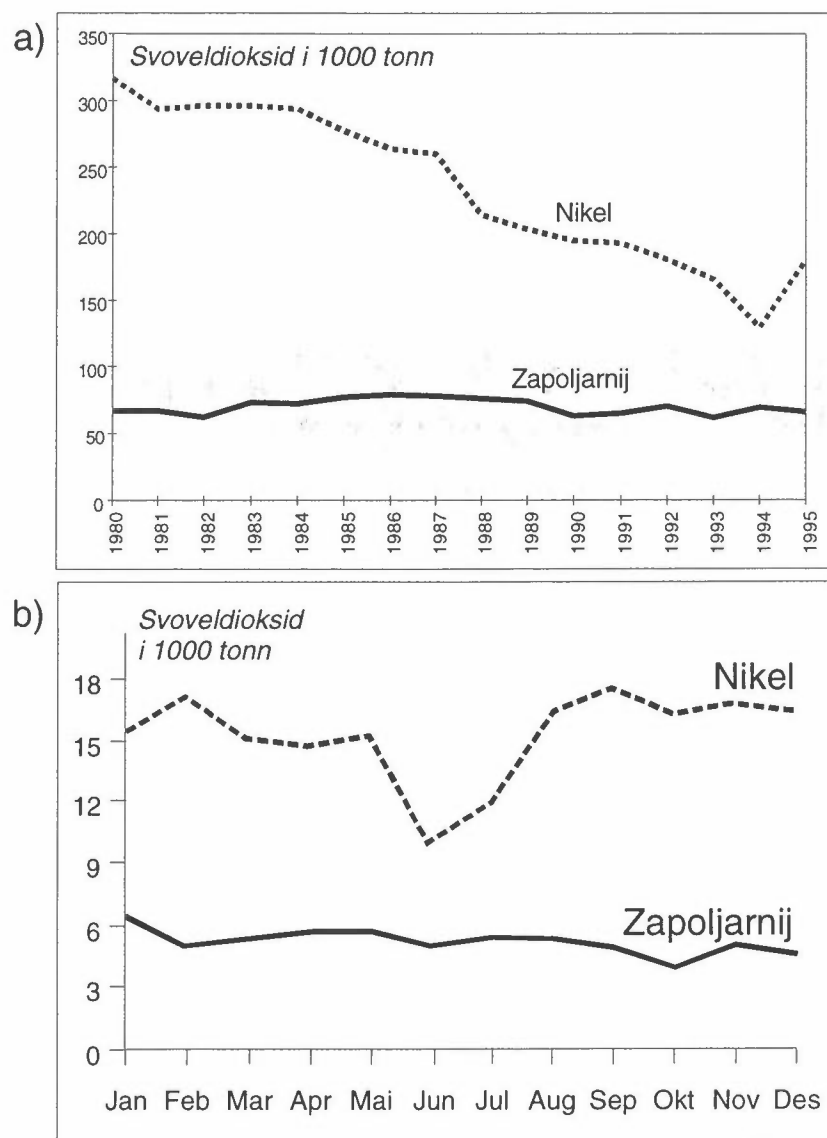 a)
Svoveldioksid i 1000 tonn
350
300
250
200
150
100
50
0
Nikel
Zapoljarnij
1980 1981 1982 1983 1984 1985 1986 1987 1988 1989 1990 1991 1992 1993 1994 1995
b)
Svoveldioksid
i 1000 tonn
18
15
12
9
6
3
0
Nikel
Zapoljarnij
Jan Feb Mar Apr Mai Jun Jul Aug Sep Okt Nov Des